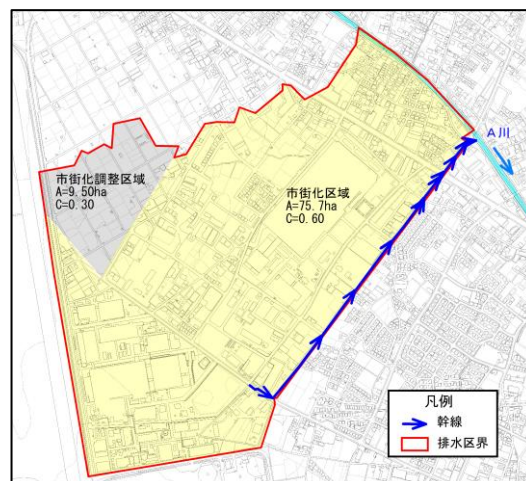 A川
市街化調整区域
A=9.50ha
C=0.30
市街化区域
A=75.7ha
C=0.60
凡例
幹線
排水区界